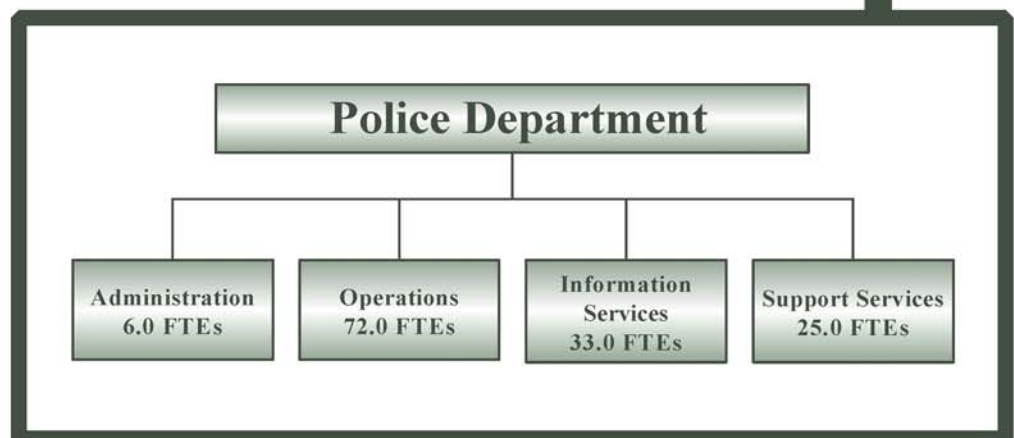 Police Department
Administration
6.0 FTEs
Operations
72.0 FTEs
Information
Services
33.0 FTEs
Support Services
25.0 FTEs